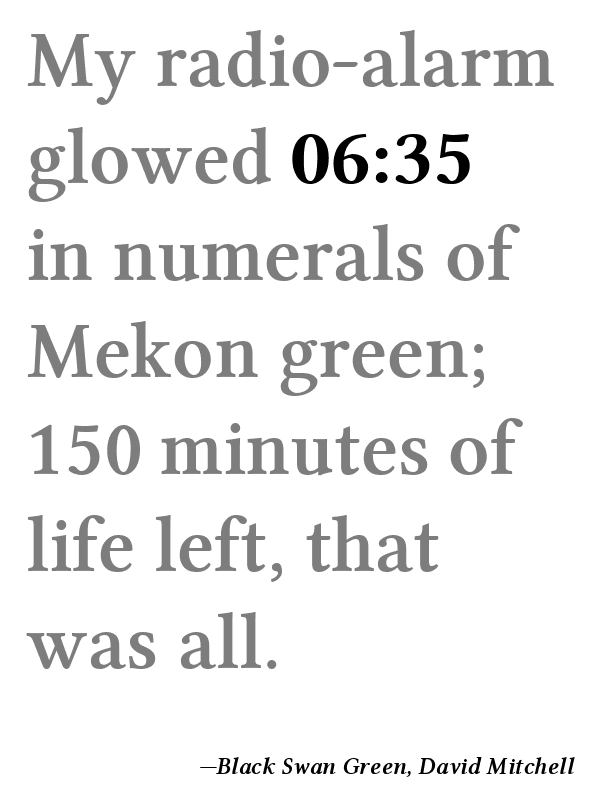 My radio-alarm
glowed 06:35
in numerals of
Mekon green;
150 minutes of
life left, that
was all.
—Black Swan Green, David Mitchell